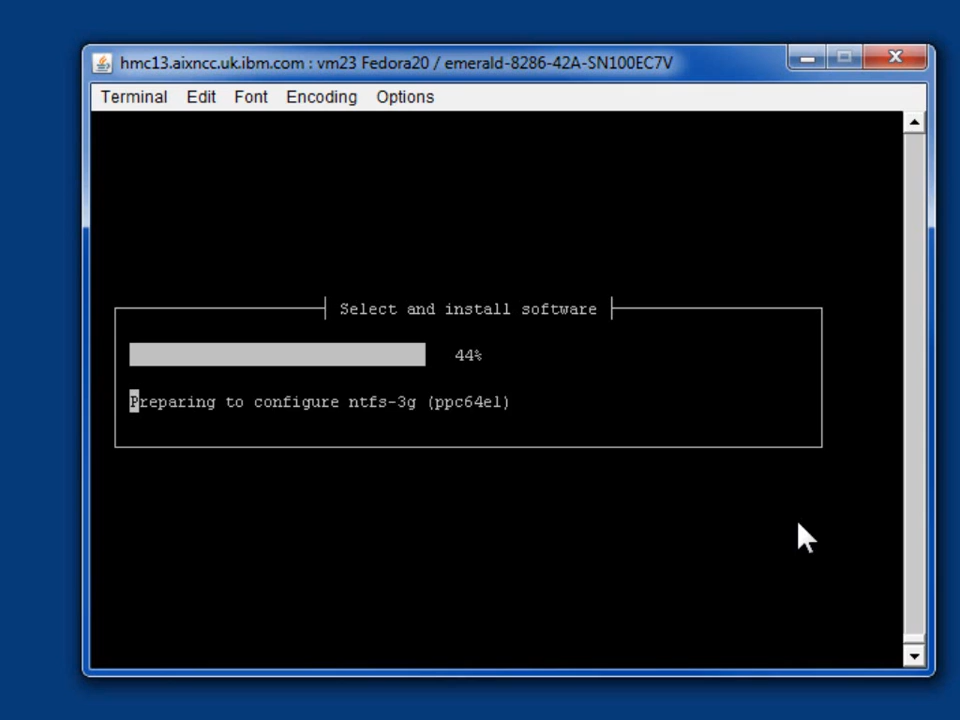 hmc13.aixncc.uk.ibm.com : vm23 Fedora20 / emerald-8286-42A-SN100EC7V
Terminal Edit Font Encoding Options
Select and install software
44%
Preparing to configure ntfs-3g (ppc64el)